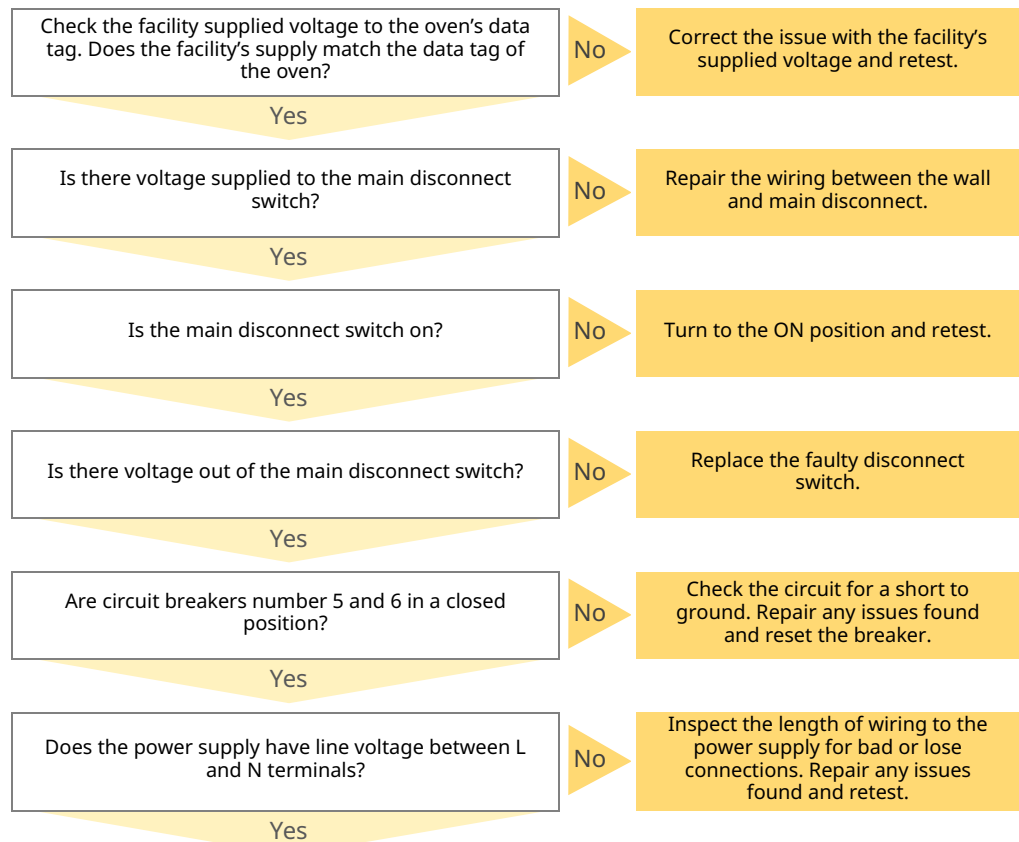 Check the facility supplied voltage to the oven’s data
tag. Does the facility’s supply match the data tag of
the oven?
No
Correct the issue with the facility’s
supplied voltage and retest.
Yes
Is there voltage supplied to the main disconnect
switch?
No
Repair the wiring between the wall
and main disconnect.
Yes
Is the main disconnect switch on?
No
Turn to the ON position and retest.
Yes
Is there voltage out of the main disconnect switch?
No
Replace the faulty disconnect
switch.
Yes
Are circuit breakers number 5 and 6 in a closed
position?
No
Check the circuit for a short to
ground. Repair any issues found
and reset the breaker.
Yes
Does the power supply have line voltage between L
and N terminals?
No
Inspect the length of wiring to the
power supply for bad or lose
connections. Repair any issues
found and retest.
Yes